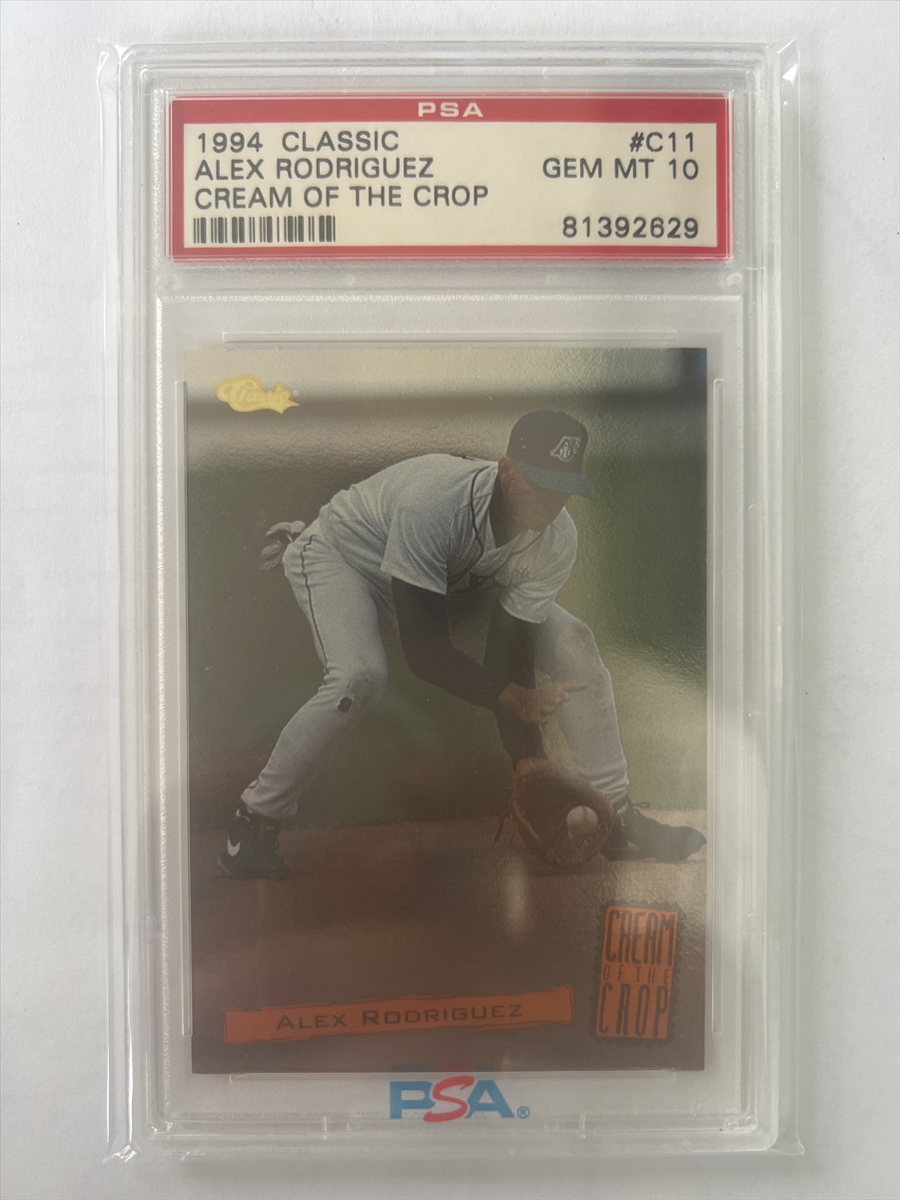 PSA
1994 CLASSIC #C11
ALEX RODRIGUEZ GEM MT 10
CREAM OF THE CROP
81392629
Classic®
CREAM
OF THE
CROP
ALEX RODRIGUEZ
PSA®